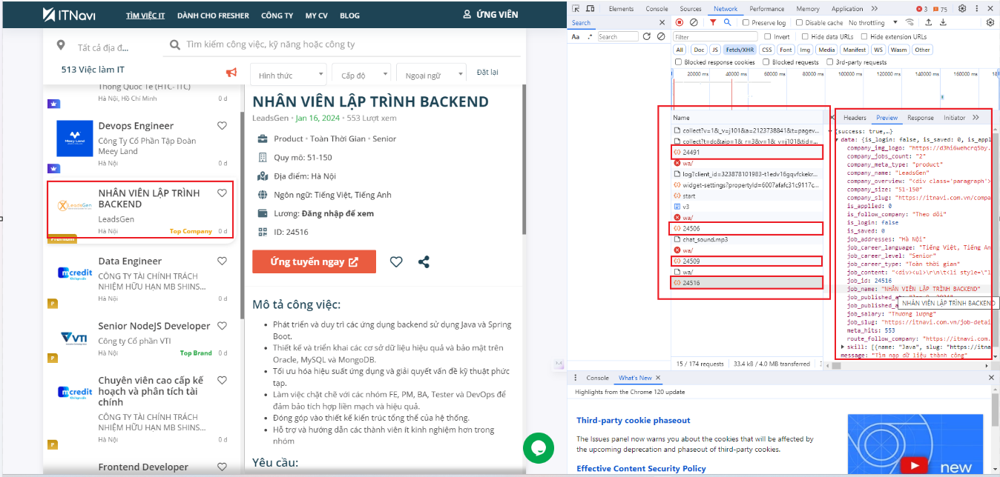 ITNavi
TÌM VIỆC IT
DÀNH CHO FRESHER
CÔNG TY
MY CV
BLOG
ỨNG VIÊN
Tất cả địa đ...
Tìm kiếm công việc, kỹ năng hoặc công ty
513 Việc làm IT
Hình thức
Cấp độ
Ngoại ngữ
Đặt lại
Thông Quốc Tế (HTC-ITC)
Hà Nội, Hồ Chí Minh
0 d
Devops Engineer
Công Ty Cổ Phần Tập Đoàn
Meey Land
Hà Nội
0 d
Meey Land
NHÂN VIÊN LẬP TRÌNH
BACKEND
LeadsGen
LeadsGen
Hà Nội
Top Company
0 d
Premium
Data Engineer
mcredit
CÔNG TY TÀI CHÍNH TRÁCH
NHIỆM HỮU HẠN MB SHINS...
Hà Nội
0 d
P
Senior NodeJS Developer
VTI
Công ty Cổ phần VTI
Hà Nội
Top Brand
0 d
P
Chuyên viên cao cấp kế
hoạch và phân tích tài
chính
mcredit
CÔNG TY TÀI CHÍNH TRÁCH
NHIỆM HỮU HẠN MB SHINS...
Hà Nội
0 d
P
Frontend Developer
NHÂN VIÊN LẬP TRÌNH BACKEND
LeadsGen • Jan 16, 2024 • 553 Lượt xem
Product • Toàn Thời Gian • Senior
Quy mô: 51-150
Địa điểm: Hà Nội
Ngôn ngữ: Tiếng Việt, Tiếng Anh
Lương: Đăng nhập để xem
ID: 24516
Ứng tuyển ngay
Mô tả công việc:
Phát triển và duy trì các ứng dụng backend sử dụng Java và Spring
Boot.
Thiết kế và triển khai các cơ sở dữ liệu hiệu quả và bảo mật trên
Oracle, MySQL và MongoDB.
Tối ưu hóa hiệu suất ứng dụng và giải quyết vấn đề kỹ thuật phức
tạp.
Làm việc chặt chẽ với các nhóm FE, PM, BA, Tester và DevOps để
đảm bảo tích hợp liền mạch và hiệu quả.
Đóng góp vào thiết kế kiến trúc tổng thể của hệ thống.
Hỗ trợ và hướng dẫn các thành viên ít kinh nghiệm hơn trong
nhóm
Yêu cầu:
Elements
Console
Sources
Network
Performance
Memory
Application
3
75
Search
Aa
.*
Search
Preserve log
Disable cache
No throttling
Filter
Invert
Hide data URLs
Hide extension URLs
All
Doc
JS
Fetch/XHR
CSS
Font
Img
Media
Manifest
WS
Wasm
Other
Blocked response cookies
Blocked requests
3rd-party requests
20000 ms
40000 ms
60000 ms
80000 ms
100000 ms
120000 ms
140000 ms
160000 ms
Name
collect?v=1&_v=j101&a=2123738841&t=pagev...
collect?t=dc&aip=1&_r=3&v=1&_v=j101&tid=...
24491
wa/
log?client_id=323878101983-t1edv16gqvfckekr...
widget-settings?propertyId=6007afafc31c9117c...
start
v3
wa/
24506
chat_sound.mp3
wa/
24509
wa/
24516
15 / 174 requests
33.4 kB / 4.0 MB transferred
Headers
Preview
Response
Initiator
{success: true,…}
data: {is_login: false, is_saved: 0, is_appl
company_img_logo: "https://d3hi6wehcrq5by.
company_jobs_count: "2"
company_meta_type: "product"
company_name: "LeadsGen"
company_overview: "<div class='paragraph'>
company_size: "51-150"
company_slug: "https://itnavi.com.vn/compa
is_applied: 0
is_follow_company: "Theo dõi"
is_login: false
is_saved: 0
job_addresses: "Hà Nội"
job_career_language: "Tiếng Việt, Tiếng An
job_career_level: "Senior"
job_career_type: "Toàn thời gian"
job_content: "<div><ul>\r\n\t<li style=\"l
job_id: 24516
job_name: "NHÂN VIÊN LẬP TRÌNH BACKEND"
NHÂN VIÊN LẬP TRÌNH BACKEND
job_salary: "Thương lượng"
job_slug: "https://itnavi.com.vn/job-detai
meta_hits: 553
route_follow_company: "https://itnavi.com.
skill: [{name: "Java", slug: "https://itna
message: "Tìm nạp dữ liệu thành công"
Console
What's New
Highlights from the Chrome 120 update
Third-party cookie phaseout
The Issues panel now warns you about the cookies that will be affected by
the upcoming deprecation and phaseout of third-party cookies.
Effective Content Security Policy
new